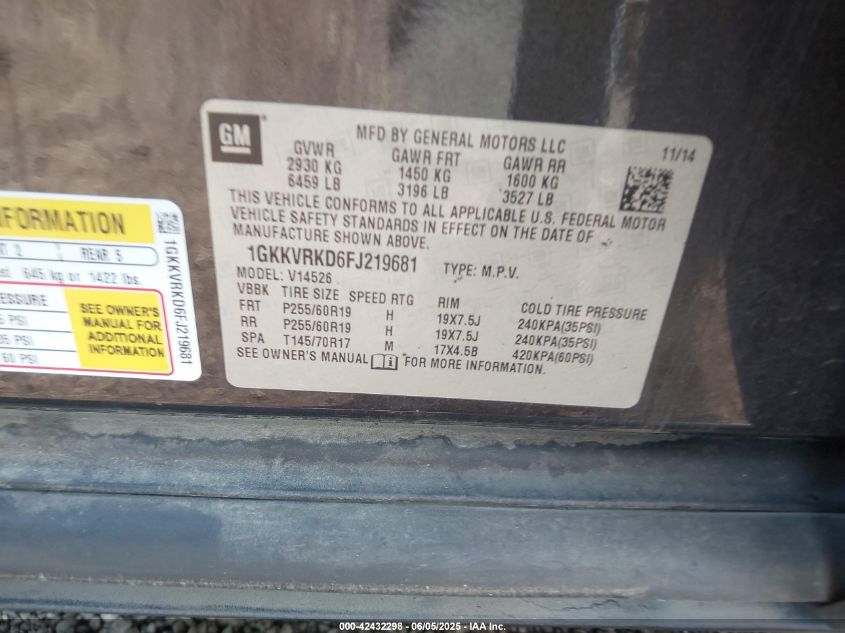 GM
MFD BY GENERAL MOTORS LLC
11/14
GVWR GAWR FRT GAWR RR
2930 KG 1450 KG 1600 KG
6459 LB 3196 LB 3527 LB
THIS VEHICLE CONFORMS TO ALL APPLICABLE U.S. FEDERAL MOTOR
VEHICLE SAFETY STANDARDS IN EFFECT ON THE DATE OF
MANUFACTURE SHOWN ABOVE.
1GKKVRKD6FJ219681 TYPE: M.P.V.
MODEL: V14526
VBBK TIRE SIZE SPEED RTG RIM COLD TIRE PRESSURE
FRT P255/60R19 H 19X7.5J 240KPA(35PSI)
RR P255/60R19 H 19X7.5J 240KPA(35PSI)
SPA T145/70R17 M 17X4.5B 420KPA(60PSI)
SEE OWNER'S MANUAL i FOR MORE INFORMATION.
INFORMATION
2 REAR 5
645 kg or 1422 lbs.
PRESSURE
PSI
PSI
60 PSI
SEE OWNER'S
MANUAL FOR
ADDITIONAL
INFORMATION
1GKKVRKD6FJ219681
000-42432298 - 06/05/2025 - IAA Inc.